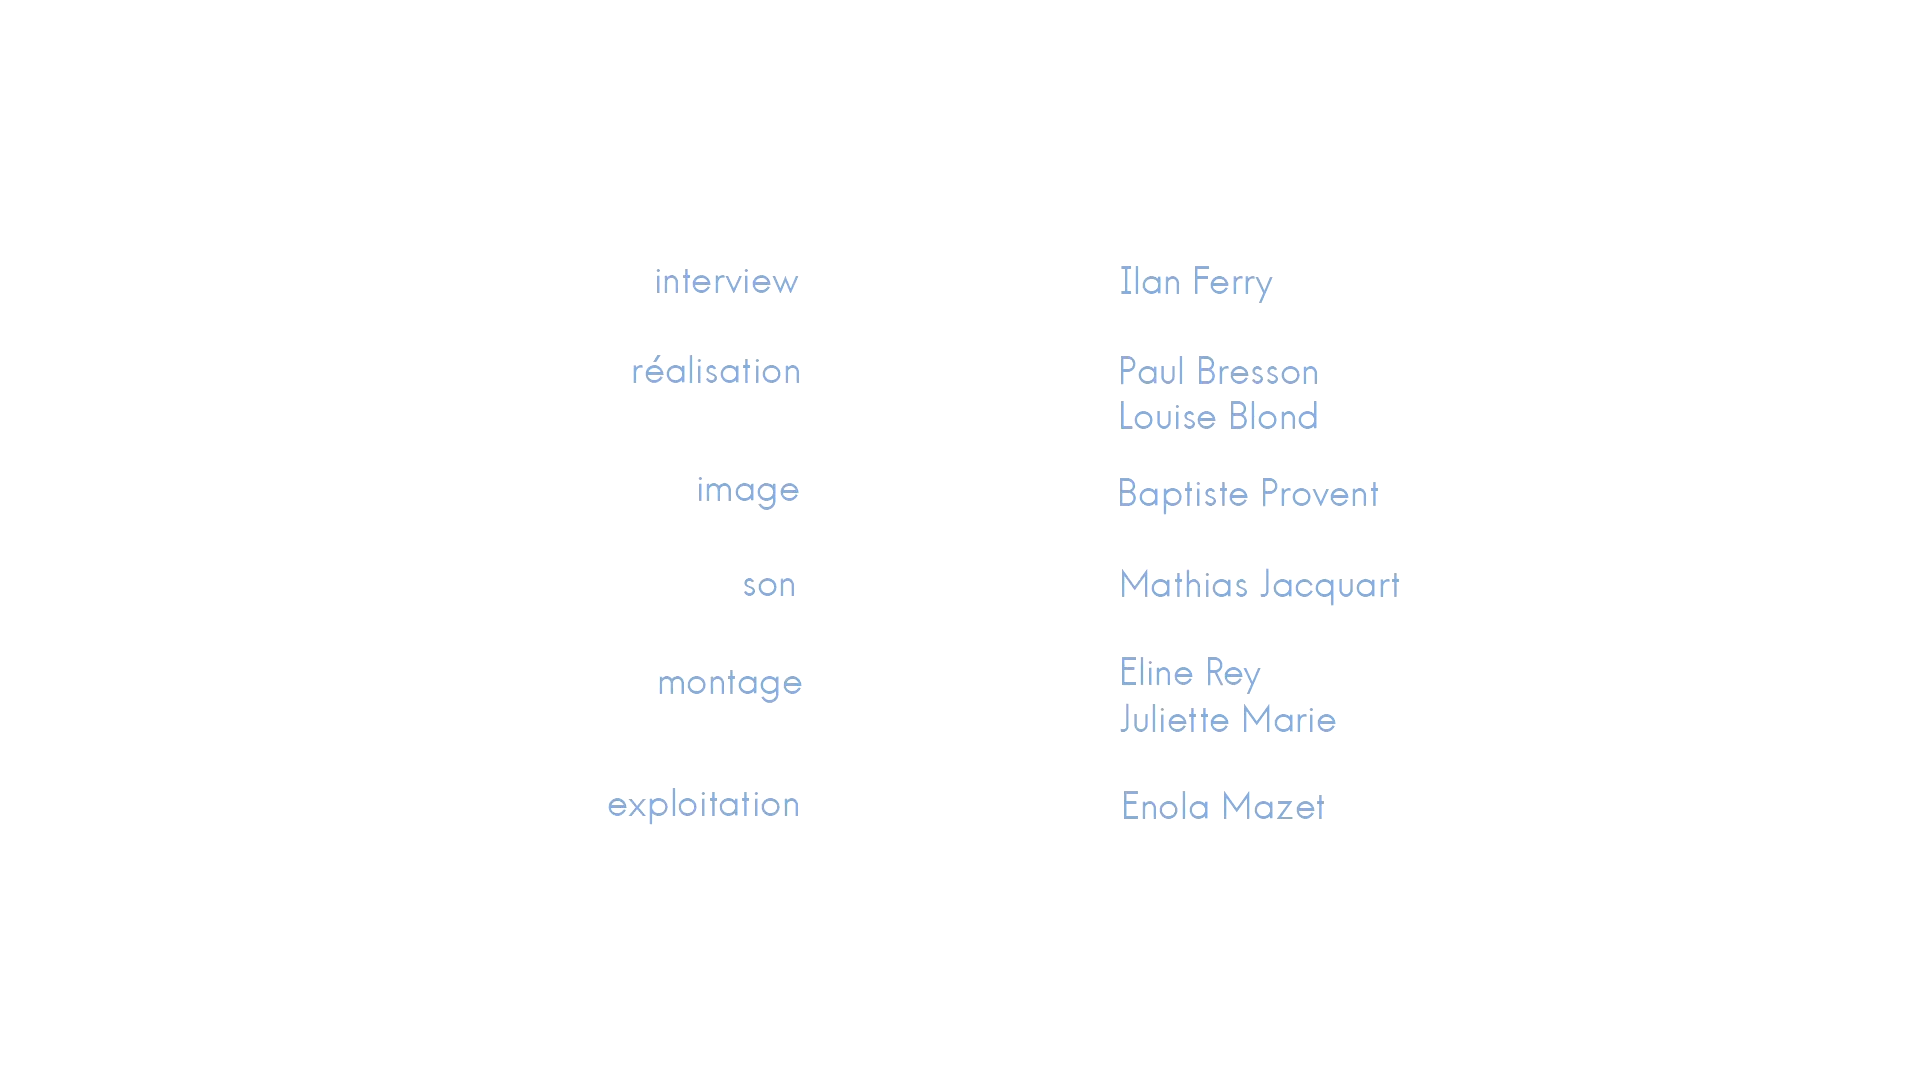 interview Ilan Ferry
réalisation Paul Bresson
Louise Blond
image Baptiste Provent
son Mathias Jacquart
montage Eline Rey
Juliette Marie
exploitation Enola Mazet